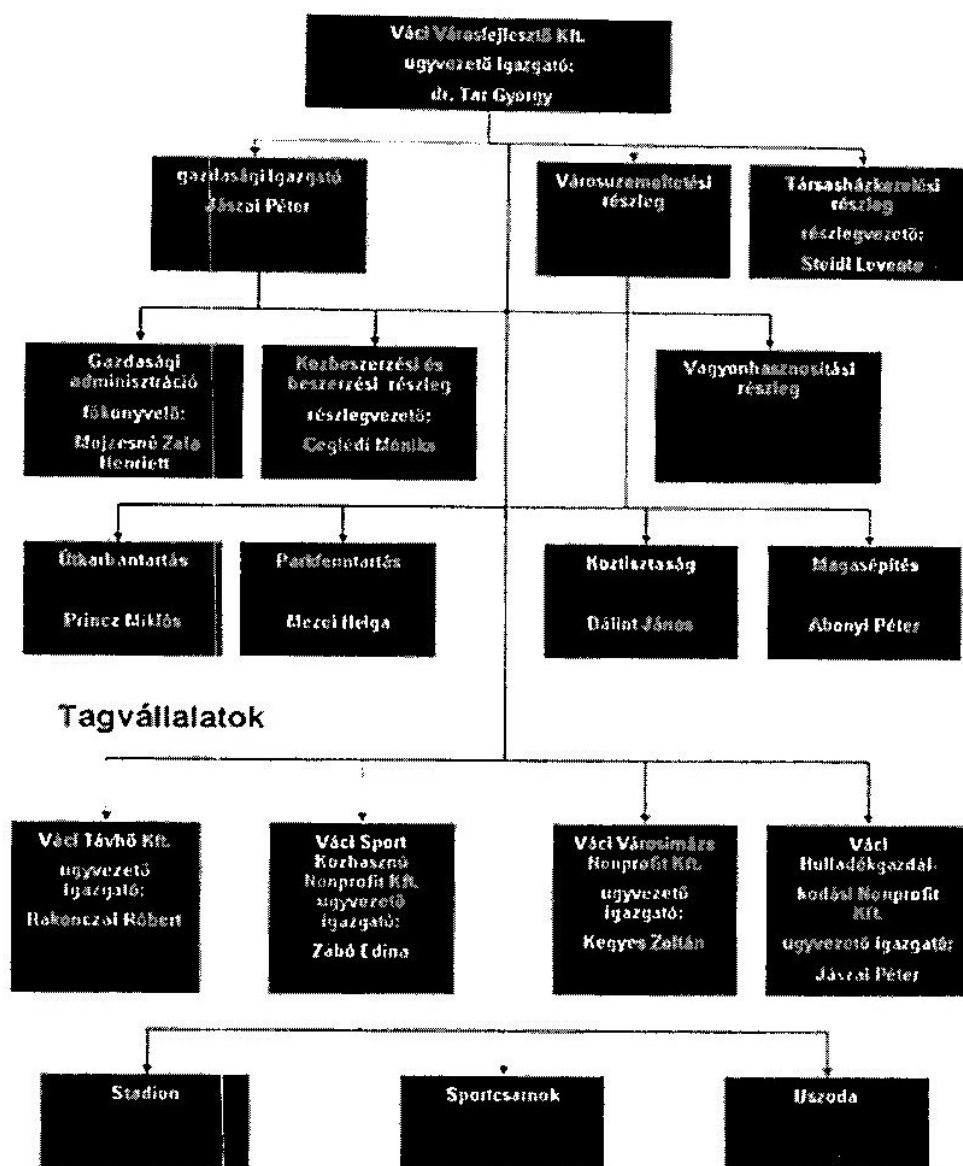 Váci Városfejlesztő Kft.
ügyvezető igazgató:
dr. Tar György
gazdasági igazgató
Jászai Péter
Városüzemeltetési
részleg
Társasházkezelési
részleg
részlegvezető:
Steidl Levente
Gazdasági
adminisztráció
főkönyvelő:
Mojzesné Zala
Henriett
Közbeszerzési és
beszerzési részleg
részlegvezető:
Ceglédi Mónika
Vagyonhasznosítási
részleg
Útkarbantartás
Princz Miklós
Parkfenntartás
Mezei Helga
Köztisztaság
Bálint János
Magasépítés
Abonyi Péter
Tagvállalatok
Váci Távhő Kft.
ügyvezető
igazgató:
Rakonczai Róbert
Váci Sport
Közhasznú
Nonprofit Kft.
ügyvezető
igazgató:
Zábó Edina
Váci Városimázs
Nonprofit Kft.
ügyvezető
igazgató:
Kegyes Zoltán
Váci
Hulladékgazdál-
kodási Nonprofit
Kft.
ügyvezető igazgató:
Jászai Péter
Stadion
Sportcsarnok
Uszoda